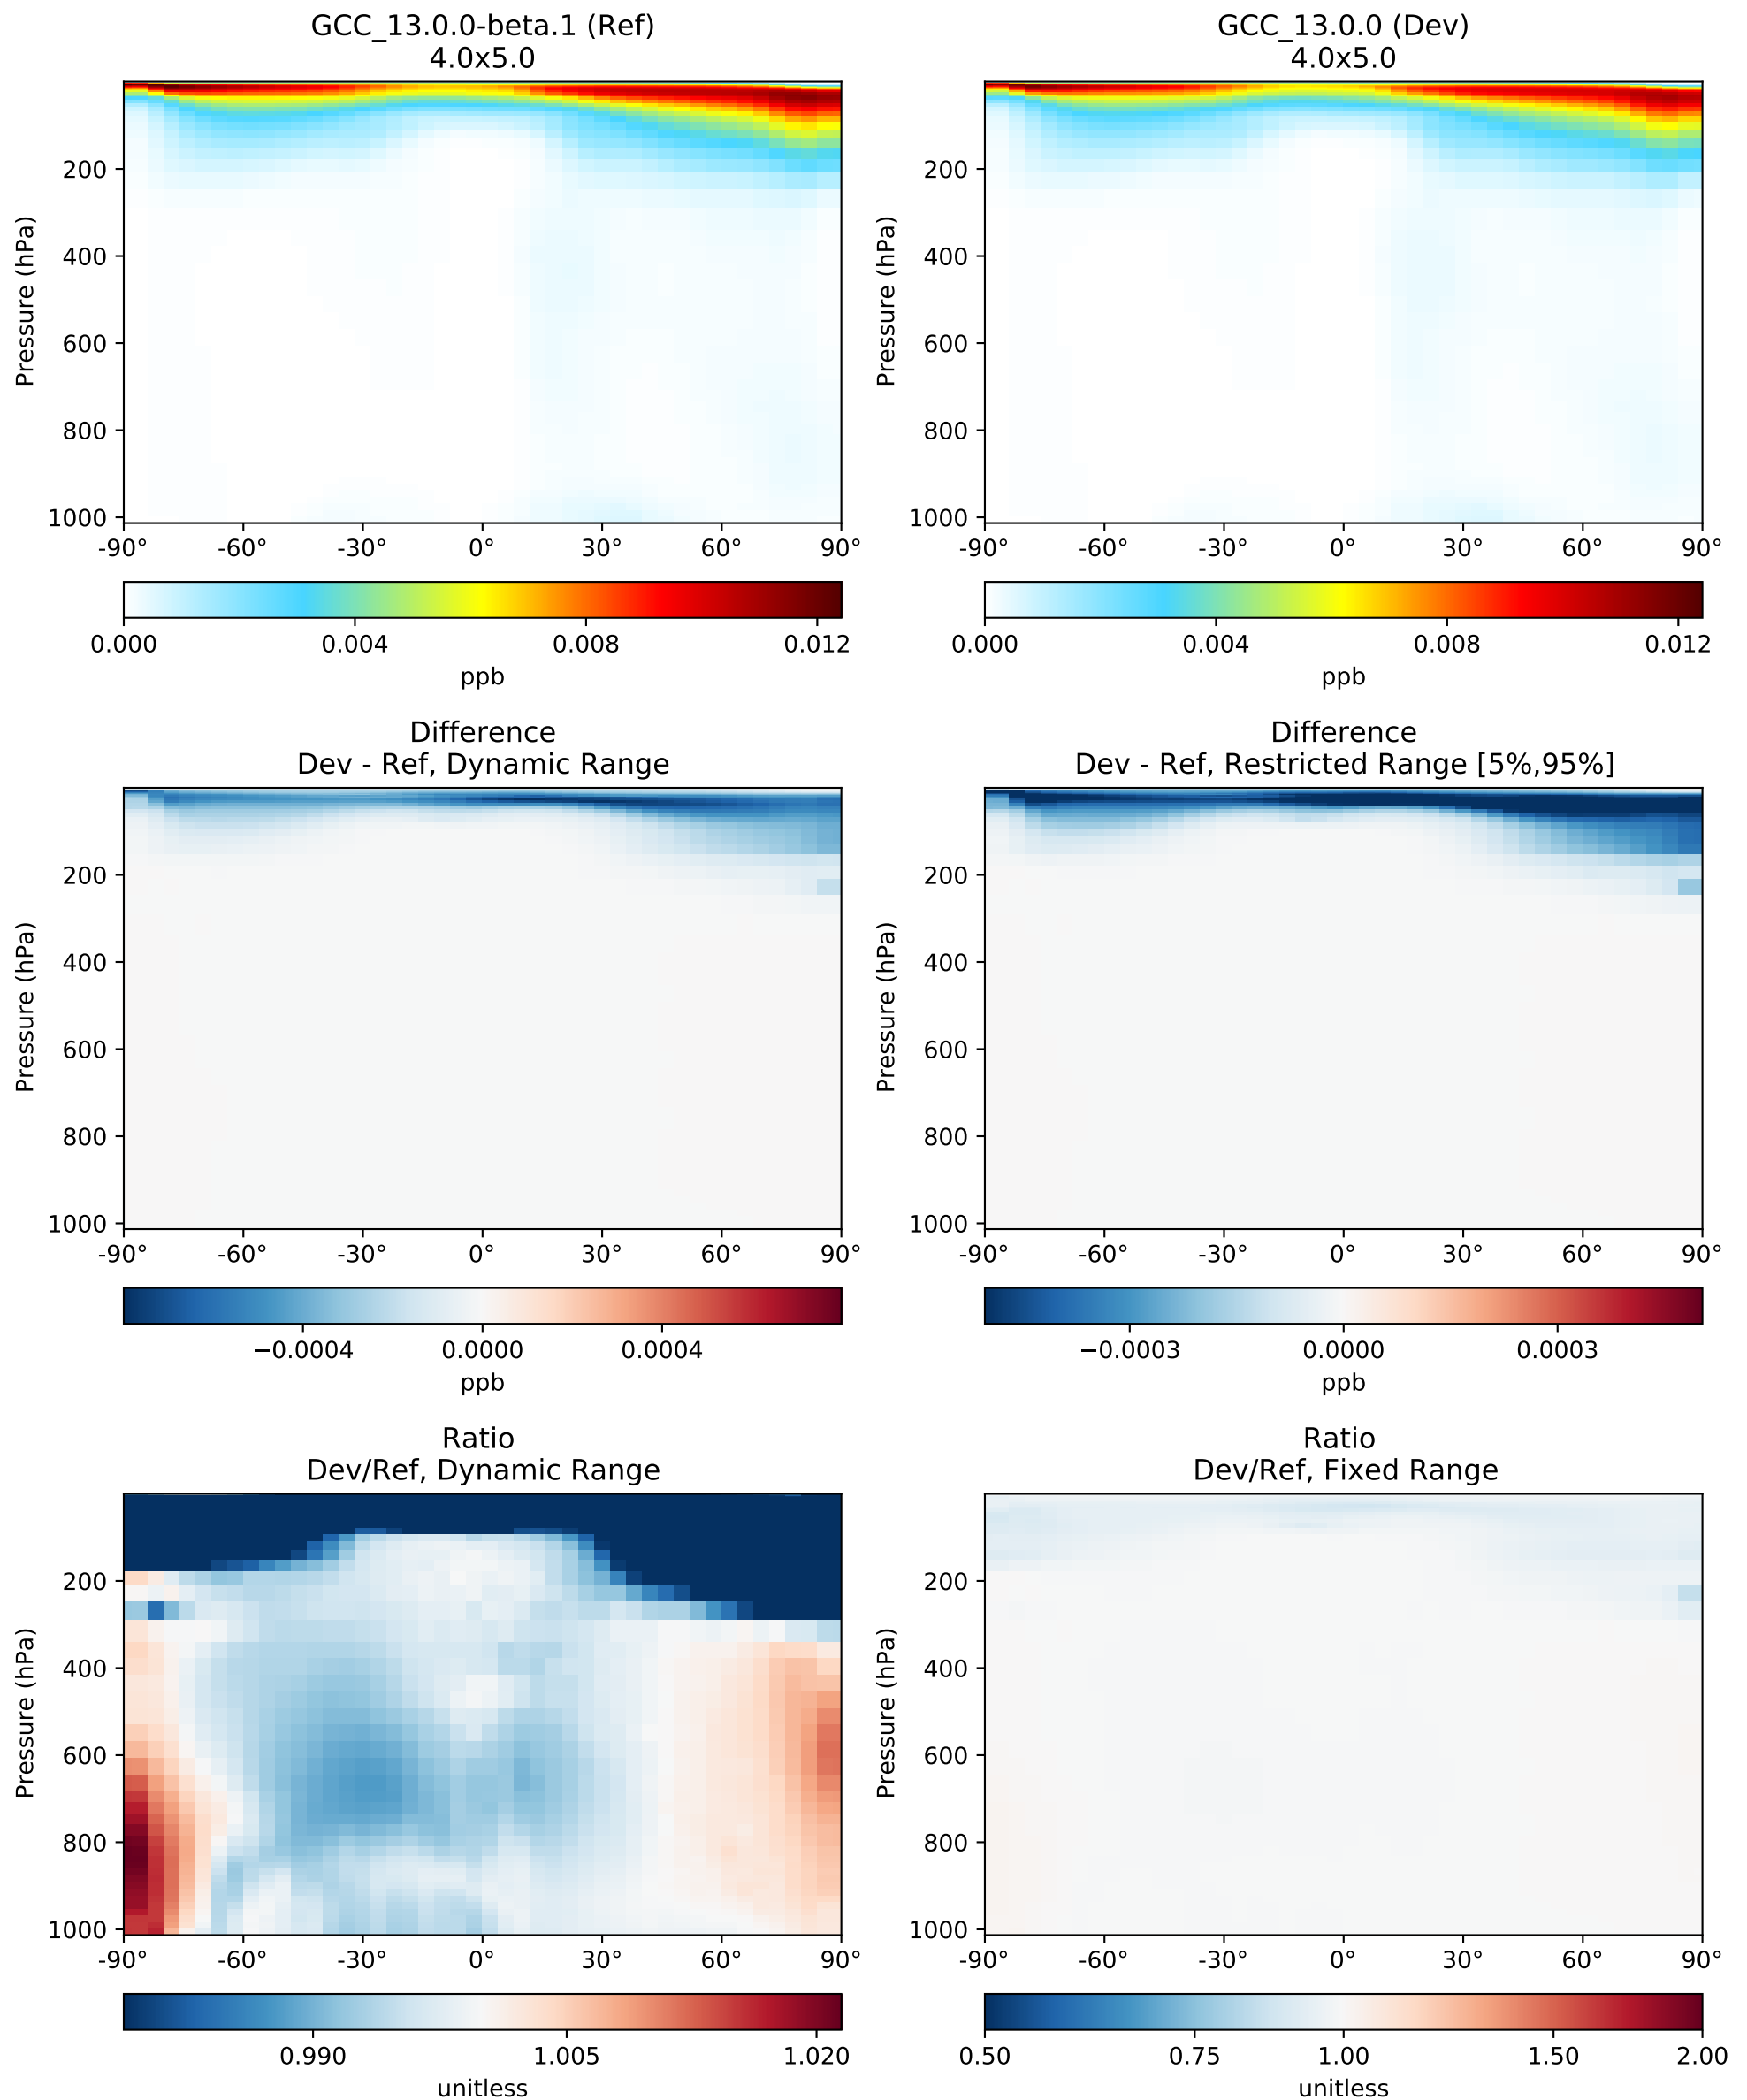 GCC_13.0.0-beta.1 (Ref)
4.0x5.0
Pressure (hPa)
200
400
600
800
1000
-90° -60° -30° 0° 30° 60° 90°
0.000 0.004 0.008 0.012
ppb
GCC_13.0.0 (Dev)
4.0x5.0
Pressure (hPa)
200
400
600
800
1000
-90° -60° -30° 0° 30° 60° 90°
0.000 0.004 0.008 0.012
ppb
Difference
Dev - Ref, Dynamic Range
Pressure (hPa)
200
400
600
800
1000
-90° -60° -30° 0° 30° 60° 90°
−0.0004 0.0000 0.0004
ppb
Difference
Dev - Ref, Restricted Range [5%,95%]
Pressure (hPa)
200
400
600
800
1000
-90° -60° -30° 0° 30° 60° 90°
−0.0003 0.0000 0.0003
ppb
Ratio
Dev/Ref, Dynamic Range
Pressure (hPa)
200
400
600
800
1000
-90° -60° -30° 0° 30° 60° 90°
0.990 1.005 1.020
unitless
Ratio
Dev/Ref, Fixed Range
Pressure (hPa)
200
400
600
800
1000
-90° -60° -30° 0° 30° 60° 90°
0.50 0.75 1.00 1.50 2.00
unitless